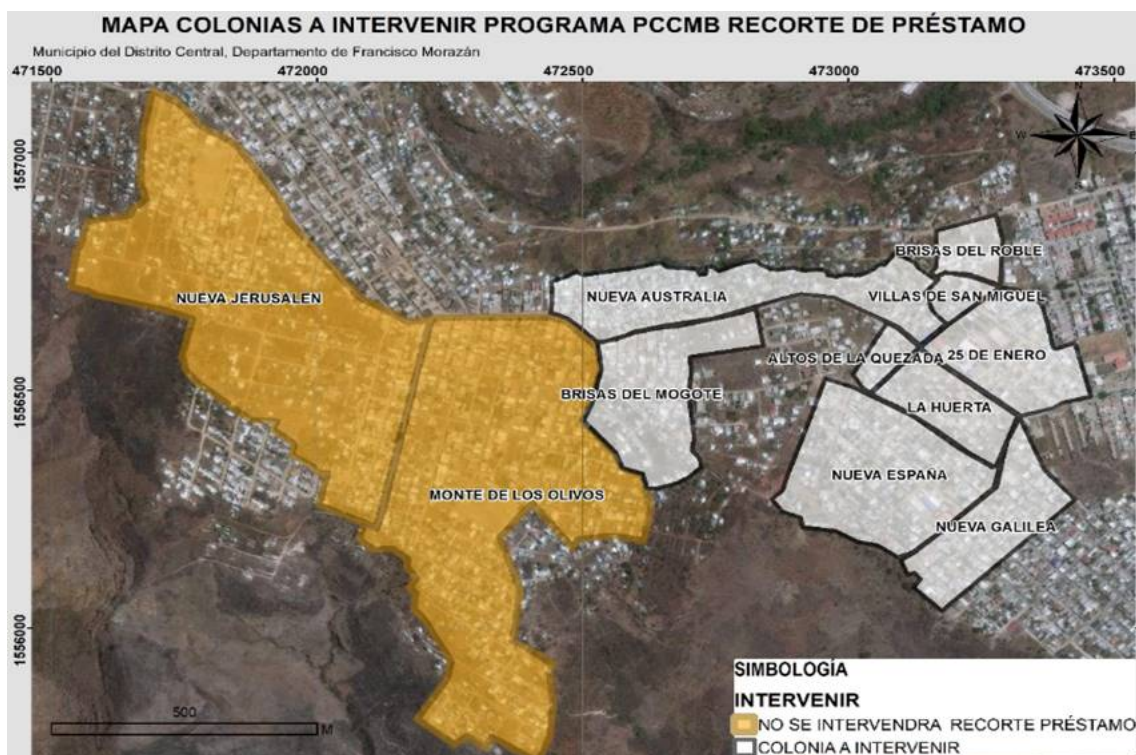 MAPA COLONIAS A INTERVENIR PROGRAMA PCCMB RECORTE DE PRÉSTAMO
Municipio del Distrito Central, Departamento de Francisco Morazán
471500 472000 472500 473000 473500
N
W E
S
1557000
BRISAS DEL ROBLE
NUEVA JERUSALEN
NUEVA AUSTRALIA
VILLAS DE SAN MIGUEL
ALTOS DE LA QUEZADA
25 DE ENERO
1556500
BRISAS DEL MOGOTE
LA HUERTA
NUEVA ESPAÑA
MONTE DE LOS OLIVOS
NUEVA GALILEA
1556000
500
M
SIMBOLOGÍA
INTERVENIR
NO SE INTERVENDRA RECORTE PRÉSTAMO
COLONIA A INTERVENIR